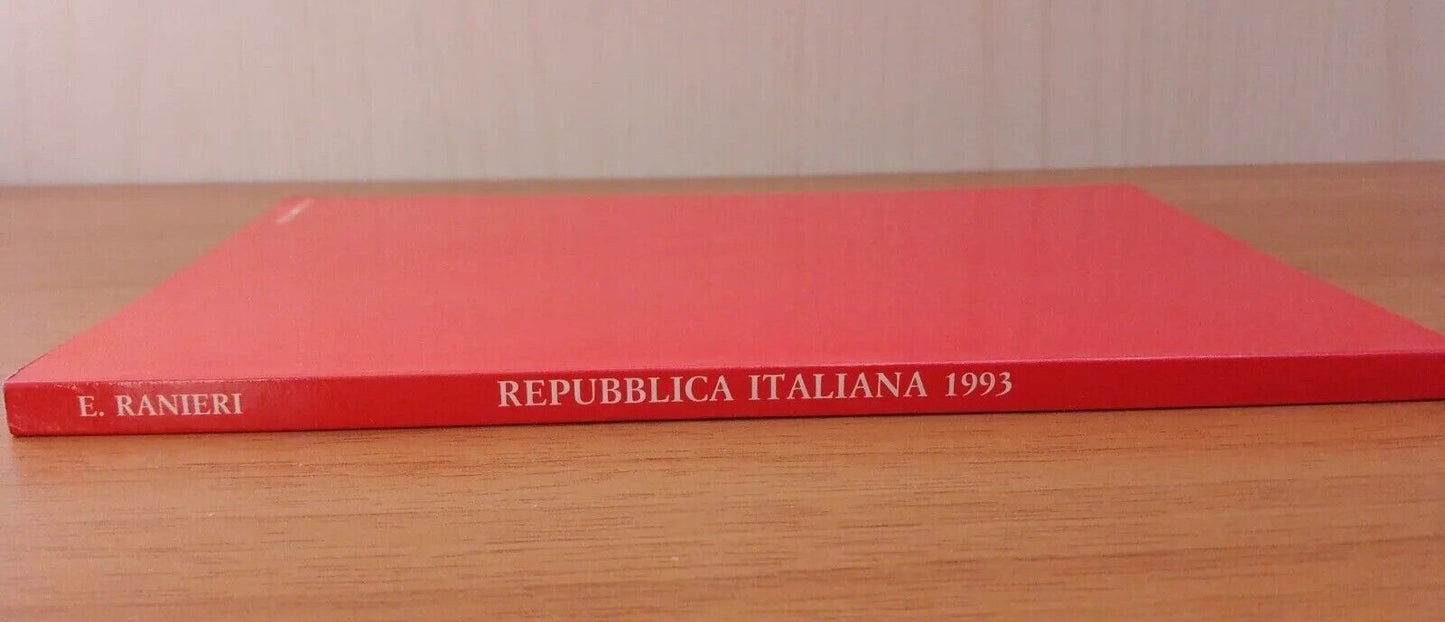 E. RANIERI
REPUBBLICA ITALIANA 1993